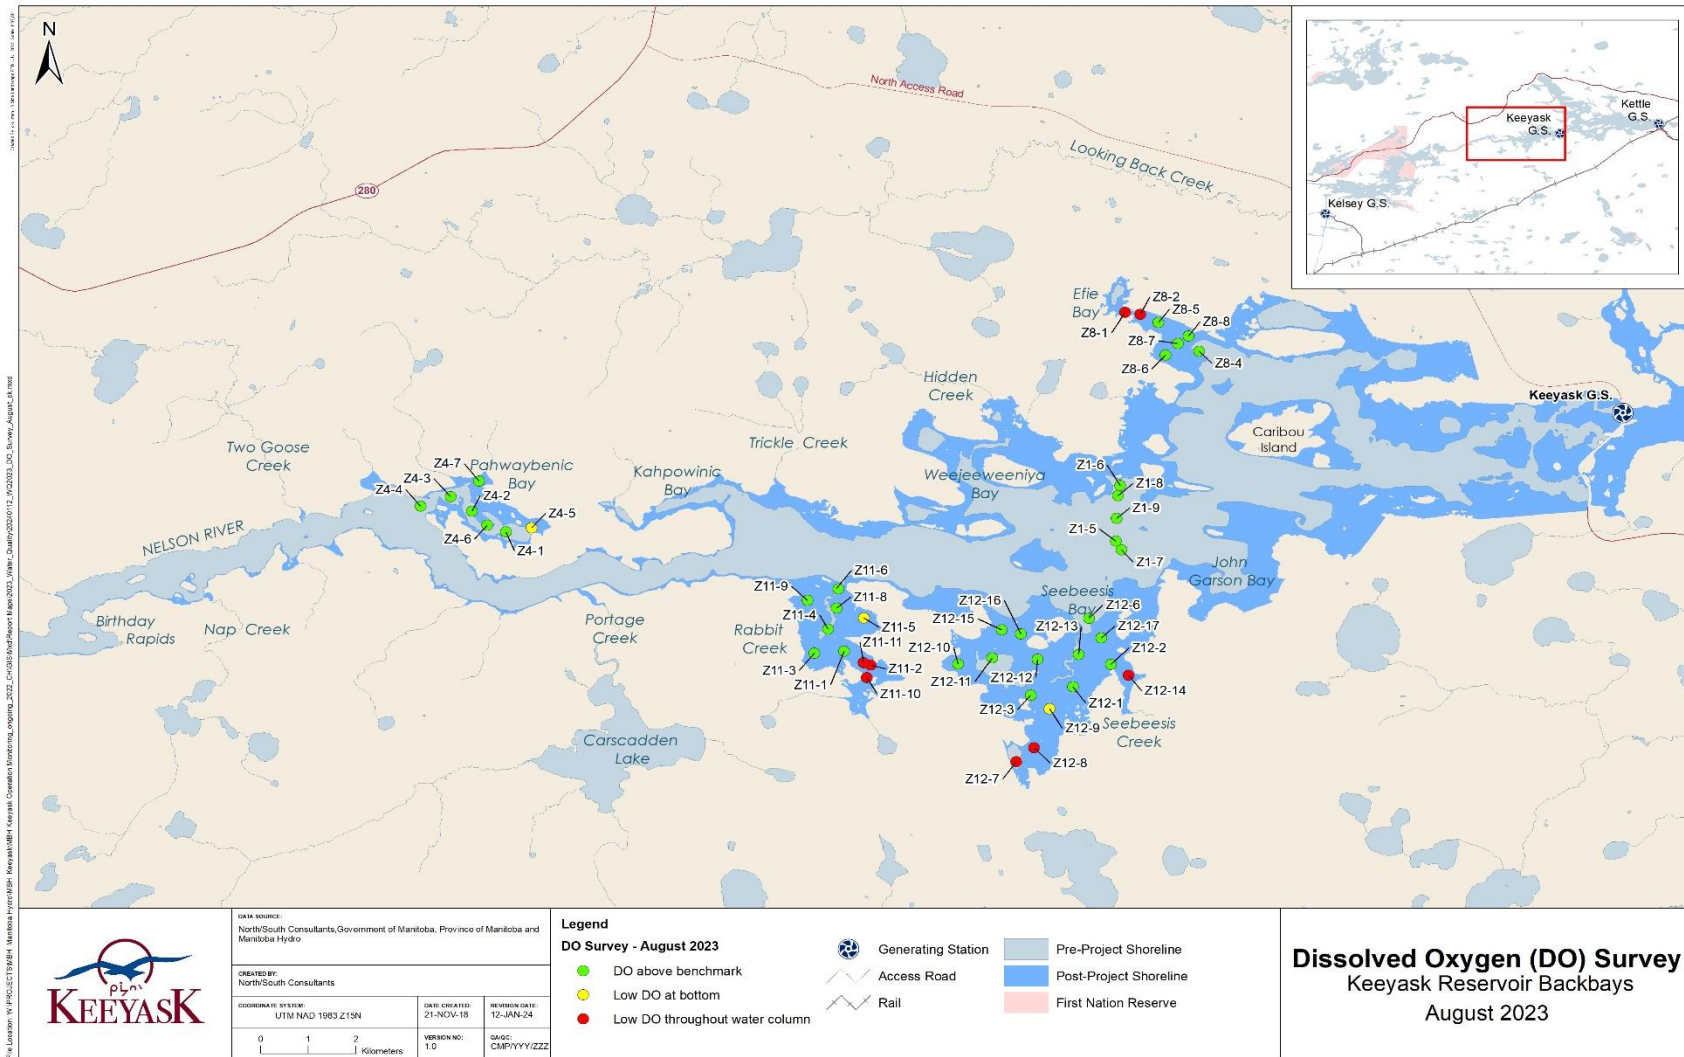 N
North Access Road
280
Looking Back Creek
Kettle
G.S.
Keeyask
G.S.
Kelsey G.S.
Efie
Bay
Z8-2
Z8-5
Z8-8
Z8-1
Z8-7
Z8-6
Z8-4
Hidden
Creek
Keeyask G.S.
Caribou
Island
Two Goose
Creek
Trickle Creek
Pahwaybenic
Bay
Kahpowinic
Bay
Weejeeweeniya
Bay
Z4-7
Z4-3
Z4-4
Z4-2
Z4-5
Z4-6
Z4-1
Z1-6
Z1-8
Z1-9
Z1-5
Z1-7
NELSON RIVER
John
Garson Bay
Birthday
Rapids
Nap Creek
Portage
Creek
Rabbit
Creek
Z11-6
Z11-9
Z11-8
Z11-4
Z11-5
Z11-11
Z11-3
Z11-2
Z11-1
Z11-10
Seebeesis
Bay
Z12-16
Z12-6
Z12-15
Z12-13
Z12-17
Z12-10
Z12-2
Z12-11
Z12-12
Z12-14
Z12-3
Z12-1
Z12-9
Z12-8
Z12-7
Seebeesis
Creek
Carscadden
Lake
KEEYASK
DATA SOURCE:
North/South Consultants,Government of Manitoba, Province of Manitoba and
Manitoba Hydro
CREATED BY:
North/South Consultants
COORDINATE SYSTEM:
UTM NAD 1983 Z15N
DATE CREATED:
21-NOV-18
REVISION DATE:
12-JAN-24
0 1 2
Kilometers
VERSION NO:
1.0
QA/QC:
CMP/YYY/ZZZ
Legend
DO Survey - August 2023
DO above benchmark
Low DO at bottom
Low DO throughout water column
Generating Station
Access Road
Rail
Pre-Project Shoreline
Post-Project Shoreline
First Nation Reserve
Dissolved Oxygen (DO) Survey
Keeyask Reservoir Backbays
August 2023